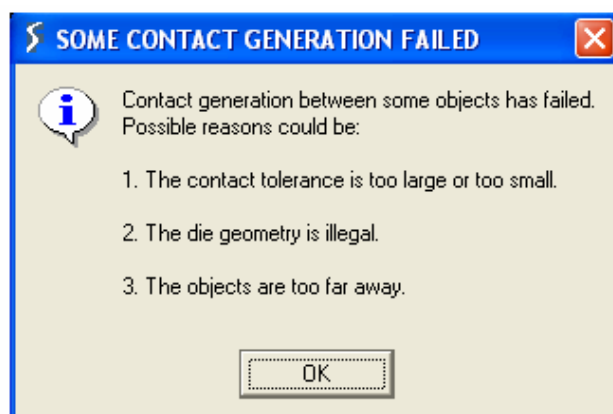 SOME CONTACT GENERATION FAILED
Contact generation between some objects has failed.
Possible reasons could be:
1. The contact tolerance is too large or too small.
2. The die geometry is illegal.
3. The objects are too far away.
OK